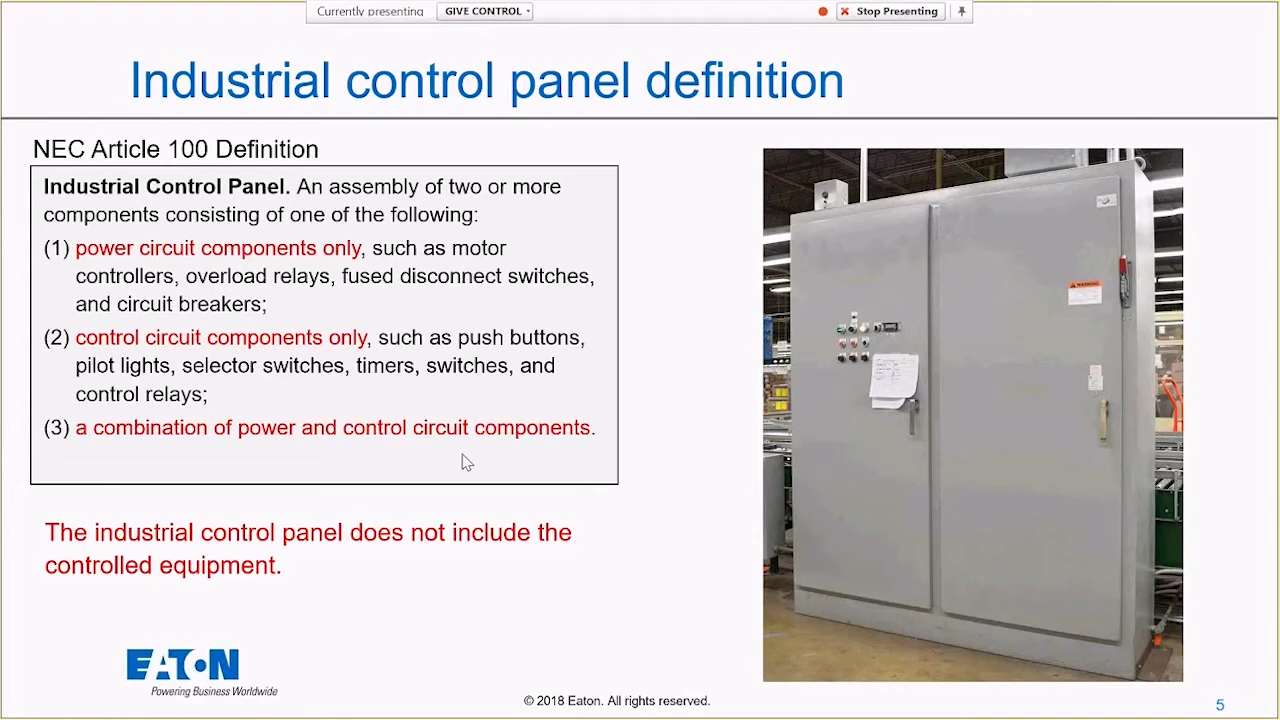 Currently presenting
GIVE CONTROL
Stop Presenting
Industrial control panel definition
NEC Article 100 Definition
Industrial Control Panel. An assembly of two or more
components consisting of one of the following:
(1) power circuit components only, such as motor
controllers, overload relays, fused disconnect switches,
and circuit breakers;
(2) control circuit components only, such as push buttons,
pilot lights, selector switches, timers, switches, and
control relays;
(3) a combination of power and control circuit components.
The industrial control panel does not include the
controlled equipment.
WARNING
EATON
Powering Business Worldwide
© 2018 Eaton. All rights reserved.
5